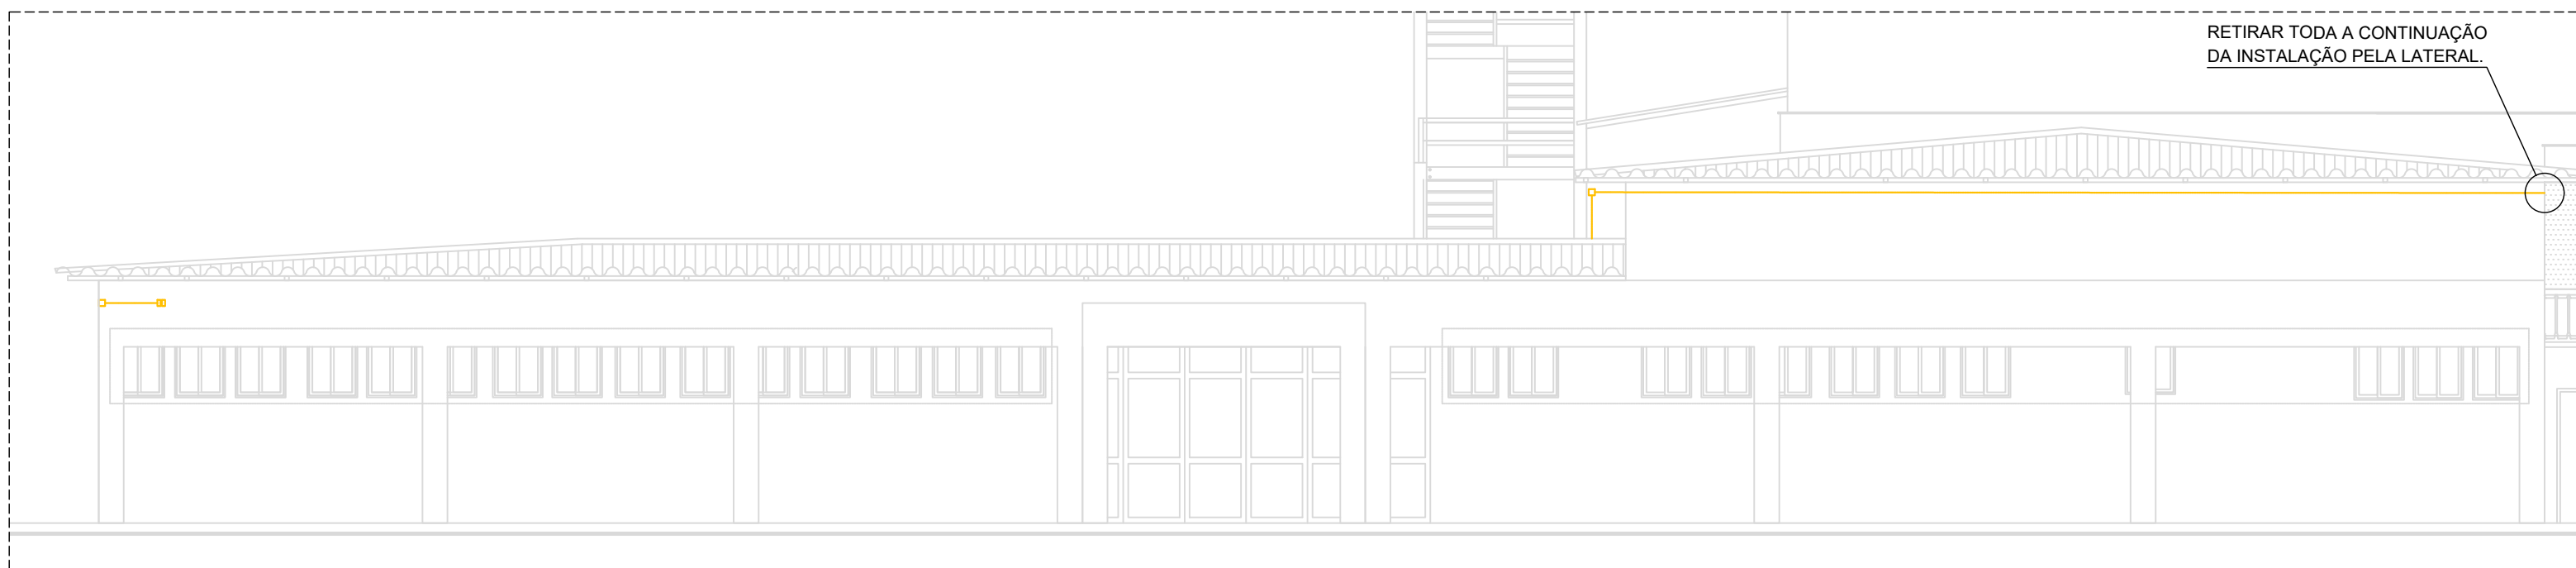 RETIRAR TODA A CONTINUAÇÃO
DA INSTALAÇÃO PELA LATERAL.